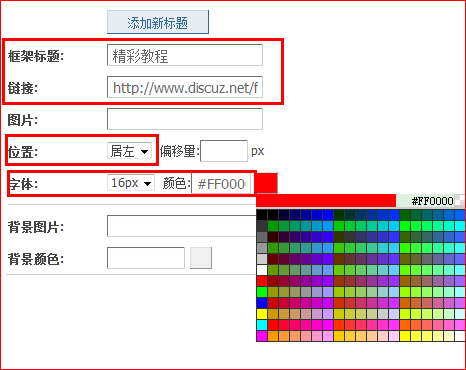 添加新标题
框架标题: 精彩教程
链接: http://www.discuz.net/f
图片:
位置: 居左 偏移量: px
字体: 16px 颜色: #FF000
#FF0000
背景图片:
背景颜色: